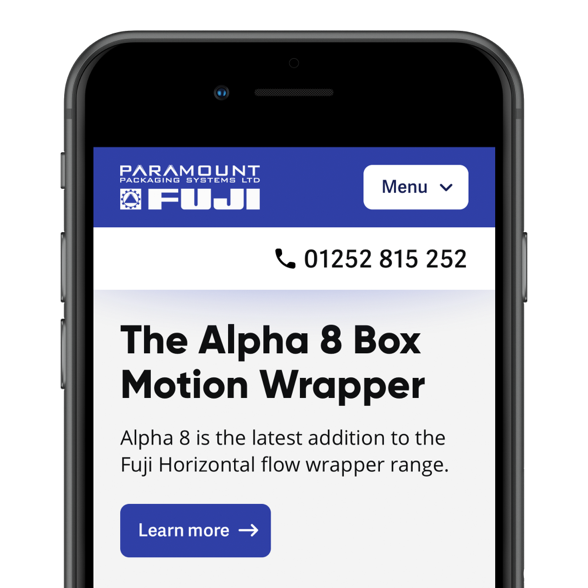 PARAMOUNT
PACKAGING SYSTEMS LTD
FUJI
Menu
01252 815 252
The Alpha 8 Box
Motion Wrapper
Alpha 8 is the latest addition to the
Fuji Horizontal flow wrapper range.
Learn more →